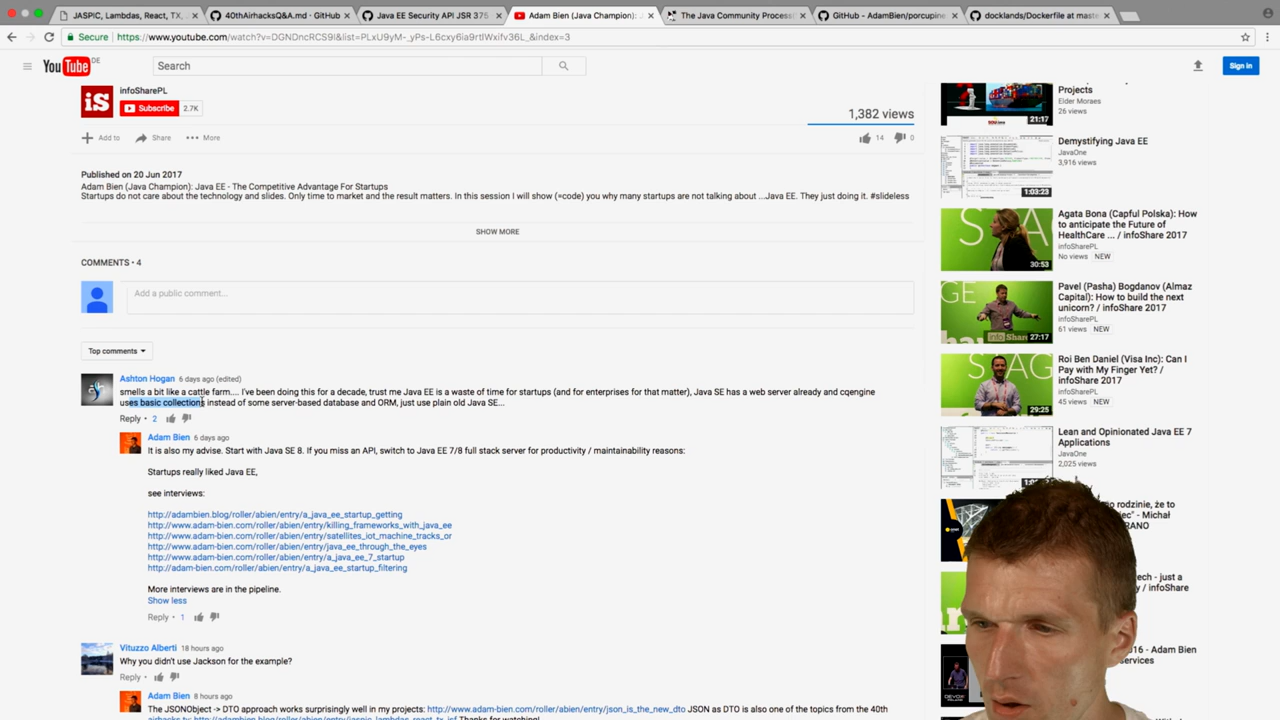 JASPIC, Lambdas, React, TX,
40thAirhacksQ&A.md - GitHub
Java EE Security API JSR 375
Adam Bien (Java Champion):
The Java Community Process
GitHub - AdamBien/porcupine
docklands/Dockerfile at maste
Secure
https://www.youtube.com/watch?v=DGNDncRCS9I&list=PLxU9yM-_yPs-L6cxy6ia9rtIWxifv36L_&index=3
YouTube DE
Search
Sign in
iS
infoSharePL
Subscribe 2.7K
1,382 views
Add to
Share
More
14
0
Published on 20 Jun 2017
Adam Bien (Java Champion): Java EE - The Competitive Advantage For Startups
Startups do not care about the technology and slides. Only time to market and the result matters. In this session I will show (=code) you why many startups are not talking about ...Java EE. They just doing it. #slideless
SHOW MORE
COMMENTS • 4
Add a public comment...
Top comments
Ashton Hogan 6 days ago (edited)
smells a bit like a cattle farm.... I've been doing this for a decade, trust me Java EE is a waste of time for startups (and for enterprises for that matter), Java SE has a web server already and cqengine
uses basic collections instead of some server-based database and ORM, just use plain old Java SE...
Reply • 2
Adam Bien 6 days ago
It is also my advise. Start with Java SE 8. If you miss an API, switch to Java EE 7/8 full stack server for productivity / maintainability reasons:
Startups really liked Java EE,
see interviews:
http://adambien.blog/roller/abien/entry/a_java_ee_startup_getting
http://www.adam-bien.com/roller/abien/entry/killing_frameworks_with_java_ee
http://www.adam-bien.com/roller/abien/entry/satellites_iot_machine_tracks_or
http://www.adam-bien.com/roller/abien/entry/java_ee_through_the_eyes
http://www.adam-bien.com/roller/abien/entry/a_java_ee_7_startup
http://adam-bien.com/roller/abien/entry/a_java_ee_startup_filtering
More interviews are in the pipeline.
Show less
Reply • 1
Vituzzo Alberti 18 hours ago
Why you didn't use Jackson for the example?
Reply
Adam Bien 8 hours ago
The JSONObject -> DTO approach works surprisingly well in my projects: http://www.adam-bien.com/roller/abien/entry/json_is_the_new_dto JSON as DTO is also one of the topics from the 40th
Projects
Elder Moraes
26 views
21:17
Demystifying Java EE
JavaOne
3,916 views
1:03:23
Agata Bona (Capful Polska): How
to anticipate the Future of
HealthCare ... / infoShare 2017
infoSharePL
No views NEW
30:53
Pavel (Pasha) Bogdanov (Almaz
Capital): How to build the next
unicorn? / infoShare 2017
infoSharePL
61 views NEW
27:17
Roi Ben Daniel (Visa Inc): Can I
Pay with My Finger Yet? /
infoShare 2017
infoSharePL
45 views NEW
29:25
Lean and Opinionated Java EE 7
Applications
JavaOne
2,025 views
rodzinie, że to
Michał
RANO
ech - just a
/ infoShare
16 - Adam Bien
services